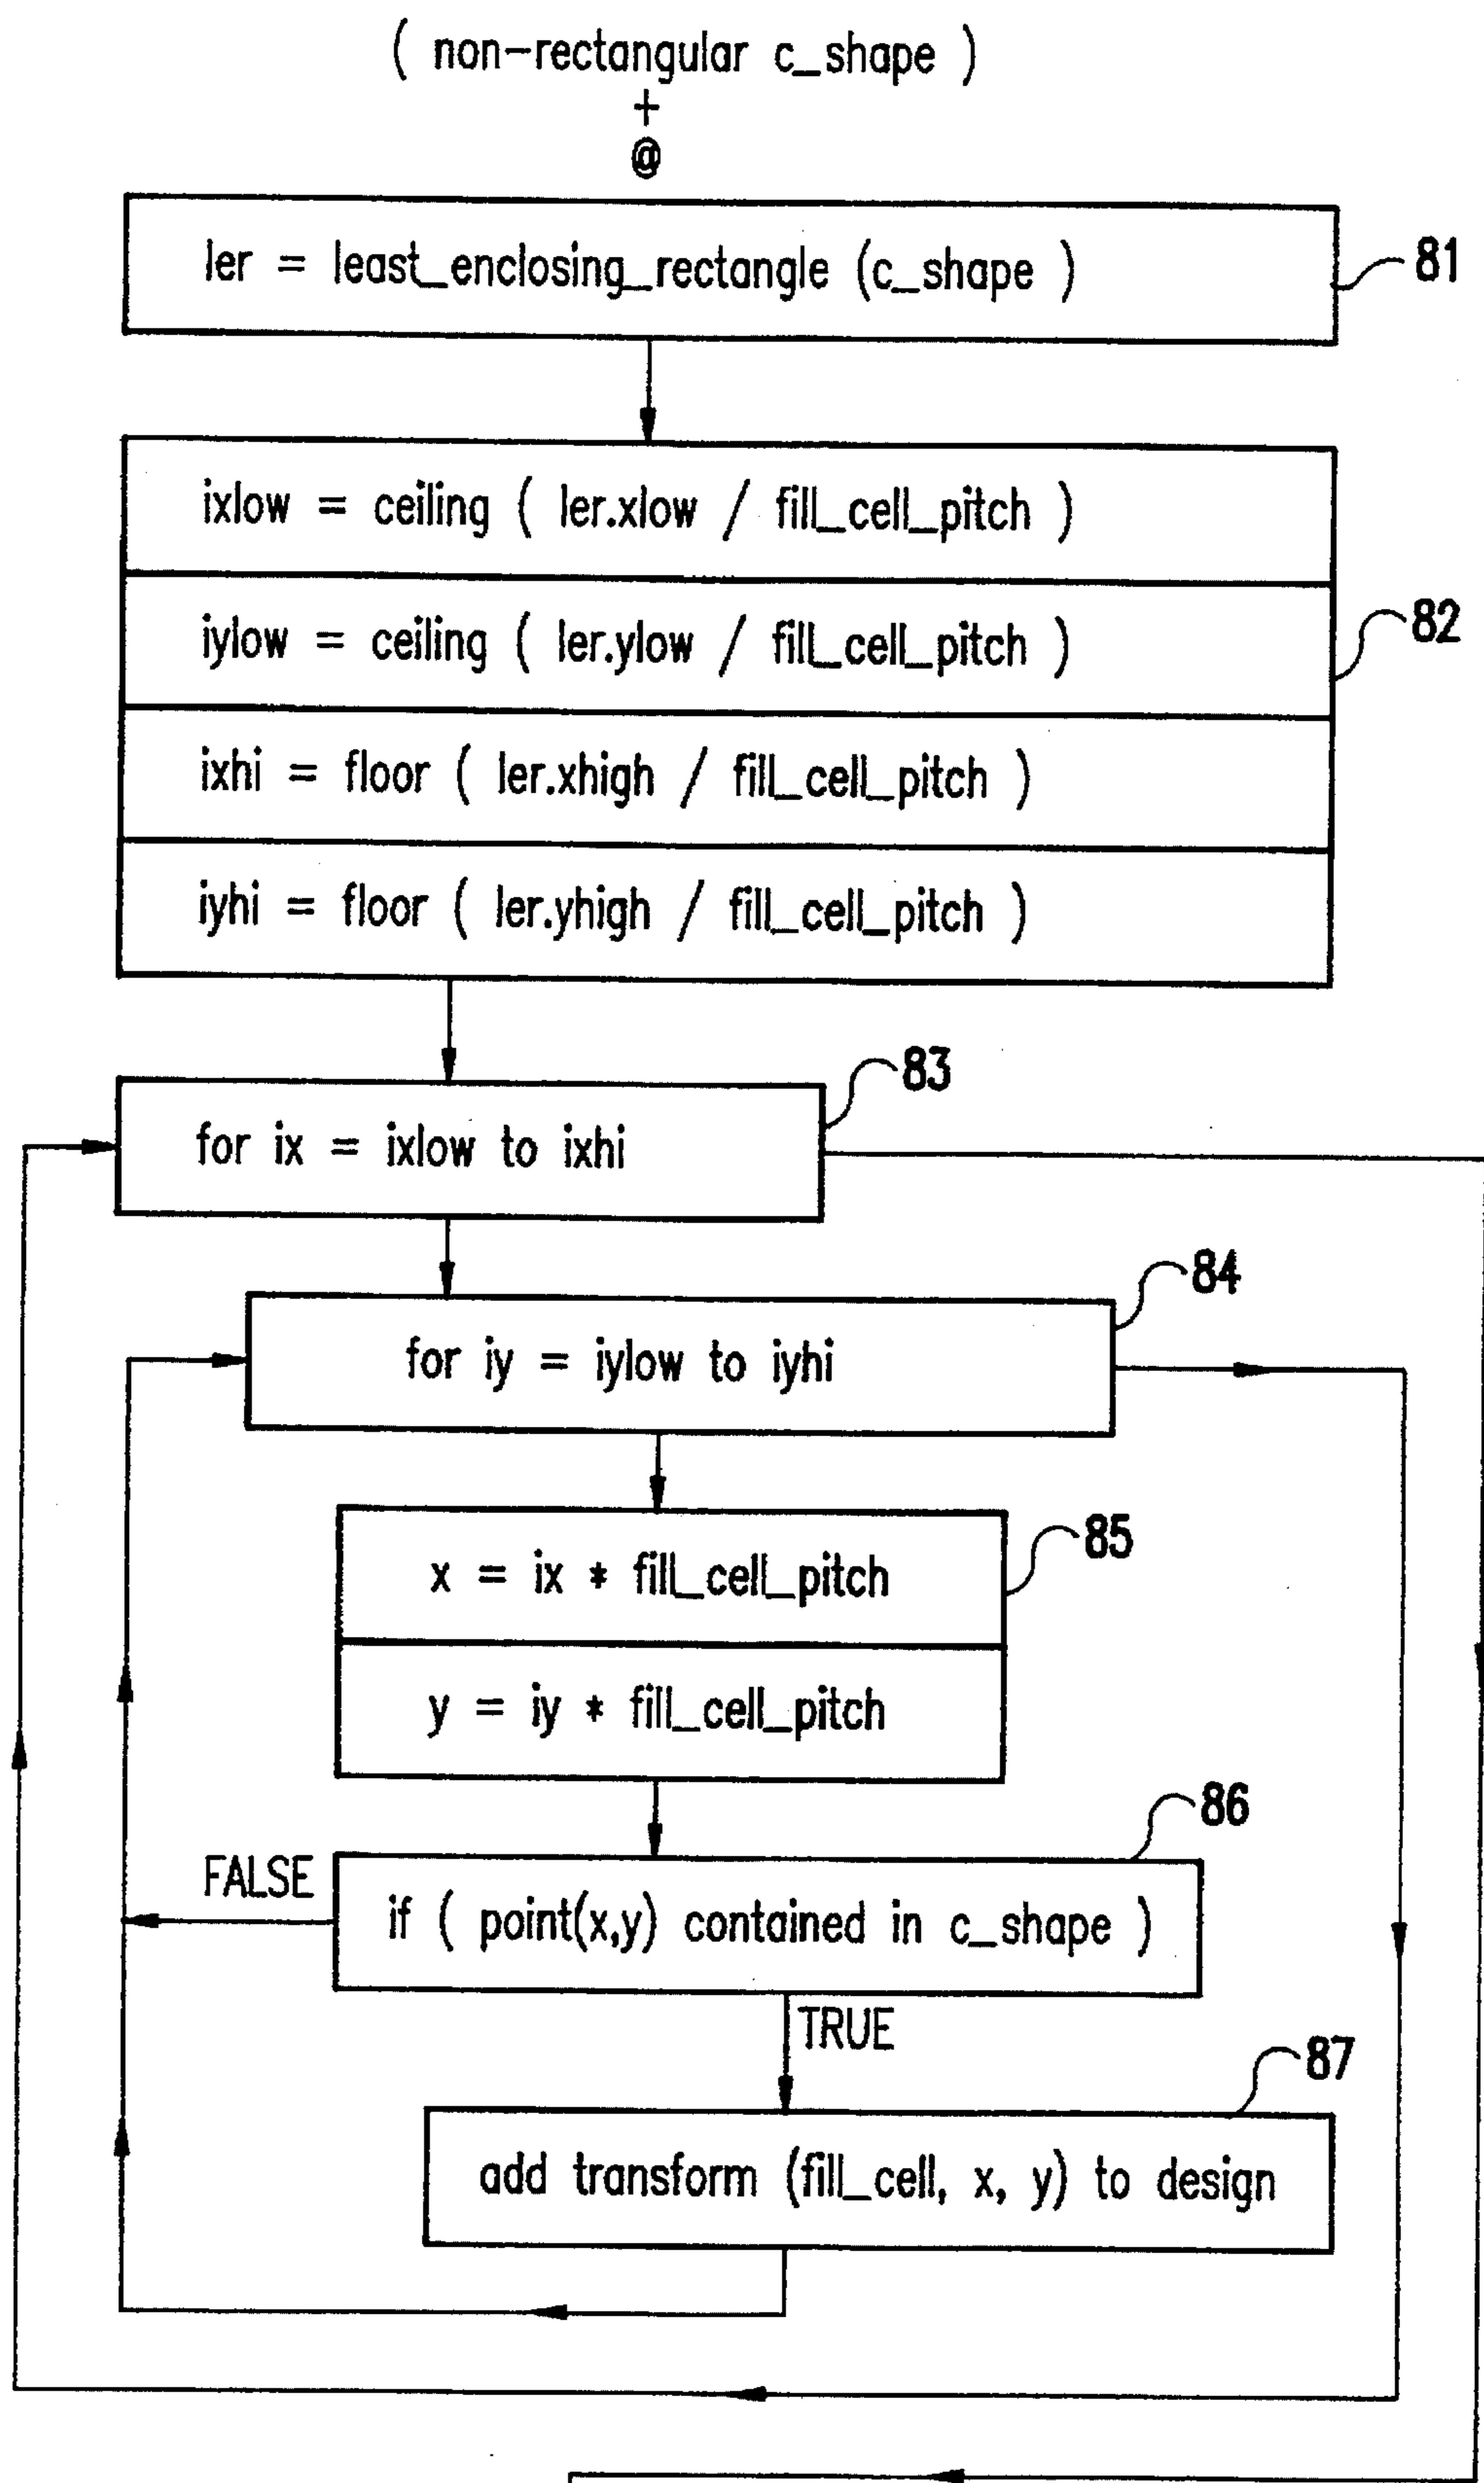 ( non-rectangular c_shape )
+
@
ler = least_enclosing_rectangle (c_shape )
81
ixlow = ceiling ( ler.xlow / fill_cell_pitch )
iylow = ceiling ( ler.ylow / fill_cell_pitch )
82
ixhi = floor ( ler.xhigh / fill_cell_pitch )
iyhi = floor ( ler.yhigh / fill_cell_pitch )
83
for ix = ixlow to ixhi
84
for iy = iylow to iyhi
85
x = ix * fill_cell_pitch
y = iy * fill_cell_pitch
86
FALSE
if ( point(x,y) contained in c_shape )
TRUE
87
add transform (fill_cell, x, y) to design